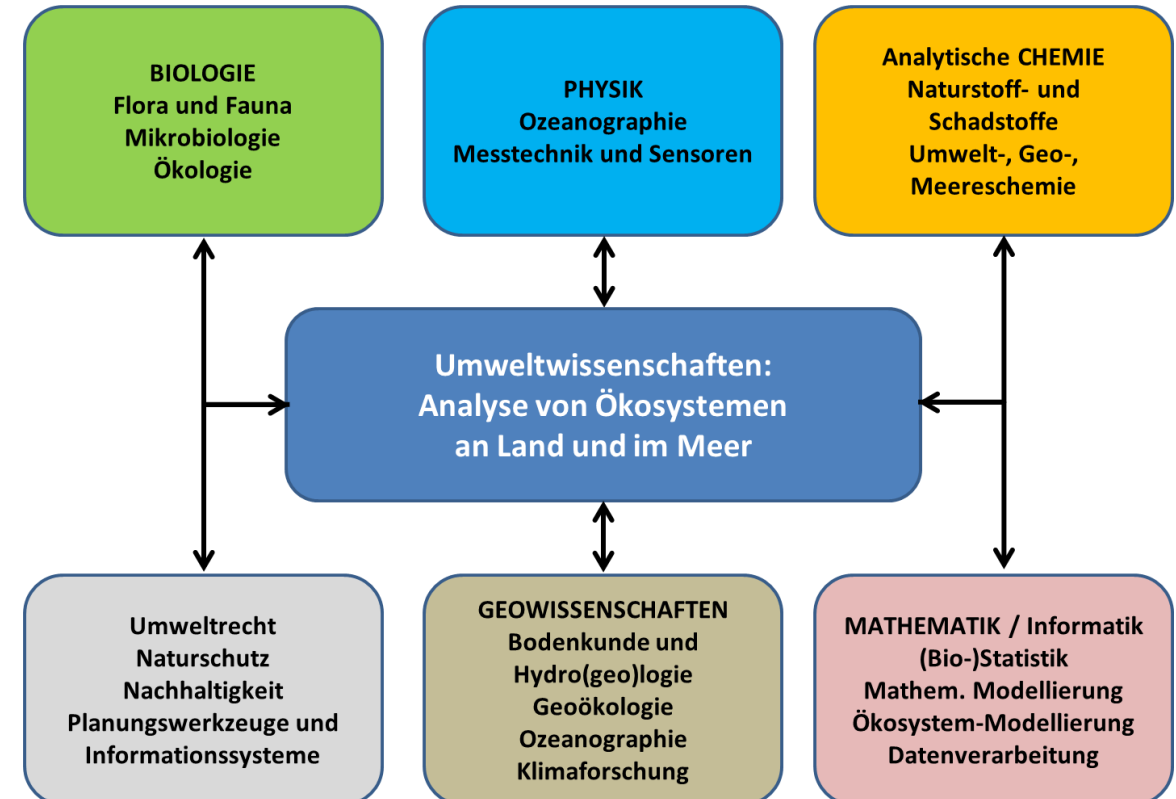 BIOLOGIE
Flora und Fauna
Mikrobiologie
Ökologie
PHYSIK
Ozeanographie
Messtechnik und Sensoren
Analytische CHEMIE
Naturstoff- und
Schadstoffe
Umwelt-, Geo-,
Meereschemie
Umweltwissenschaften:
Analyse von Ökosystemen
an Land und im Meer
Umweltrecht
Naturschutz
Nachhaltigkeit
Planungswerkzeuge und
Informationssysteme
GEOWISSENSCHAFTEN
Bodenkunde und
Hydro(geo)logie
Geoökologie
Ozeanographie
Klimaforschung
MATHEMATIK / Informatik
(Bio-)Statistik
Mathem. Modellierung
Ökosystem-Modellierung
Datenverarbeitung